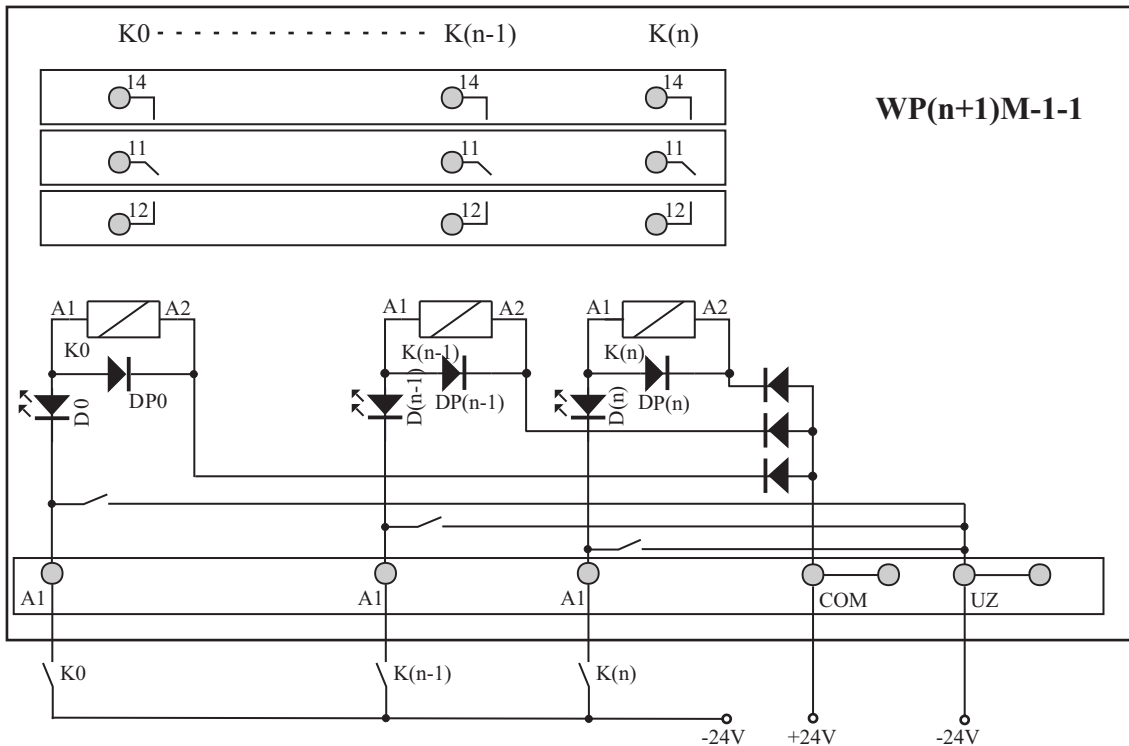 K0 - - - - - - - - - - - - - - - - - - K(n-1) K(n)
WP(n+1)M-1-1
14 14 14
11 11 11
12 12 12
A1 A2 A1 A2 A1 A2
K0 K(n-1) K(n)
D0 DP0 D(n-1) DP(n-1) D(n) DP(n)
A1 A1 A1 COM UZ
K0 K(n-1) K(n)
-24V +24V -24V